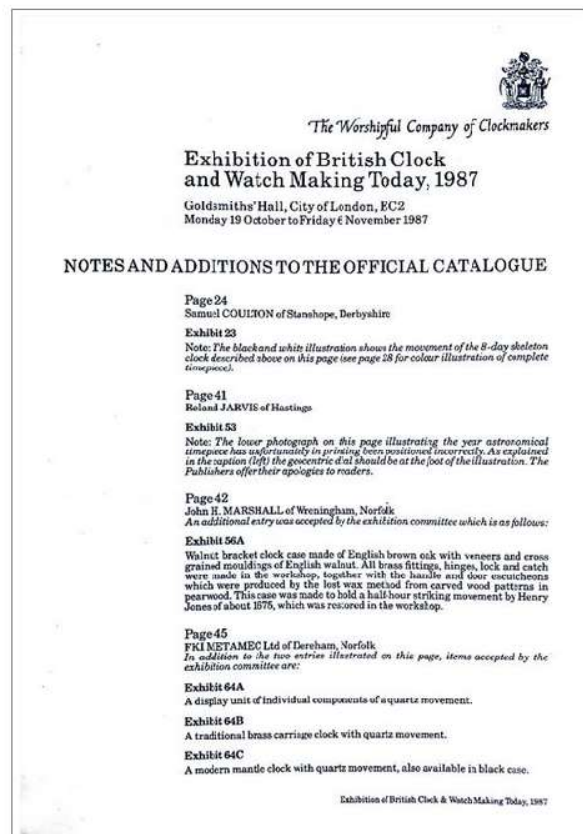 The Worshipful Company of Clockmakers
Exhibition of British Clock
and Watch Making Today, 1987
Goldsmiths' Hall, City of London, EC2
Monday 19 October to Friday 6 November 1987
NOTES AND ADDITIONS TO THE OFFICIAL CATALOGUE
Page 24
Samuel COULTON of Stanshope, Derbyshire
Exhibit 23
Note: The black and white illustration shows the movement of the 8-day skeleton
clock described above on this page (see page 28 for colour illustration of complete
timepiece).
Page 41
Roland JARVIS of Hastings
Exhibit 53
Note: The lower photograph on this page illustrating the year astronomical
timepiece has unfortunately in printing been positioned incorrectly. As explained
in the caption (left) the geocentric dial should be at the foot of the illustration. The
Publishers offer their apologies to readers.
Page 42
John H. MARSHALL of Wreningham, Norfolk
An additional entry was accepted by the exhibition committee which is as follows:
Exhibit 56A
Walnut bracket clock case made of English brown oak with veneers and cross
grained mouldings of English walnut. All brass fittings, hinges, lock and catch
were made in the workshop, together with the handle and door escutcheons
which were produced by the lost wax method from carved wood patterns in
pearwood. This case was made to hold a half-hour striking movement by Henry
Jones of about 1675, which was restored in the workshop.
Page 45
FKI METAMEC Ltd of Dereham, Norfolk
In addition to the two entries illustrated on this page, items accepted by the
exhibition committee are:
Exhibit 64A
A display unit of individual components of a quartz movement.
Exhibit 64B
A traditional brass carriage clock with quartz movement.
Exhibit 64C
A modern mantle clock with quartz movement, also available in black case.
Exhibition of British Clock & Watch Making Today, 1987